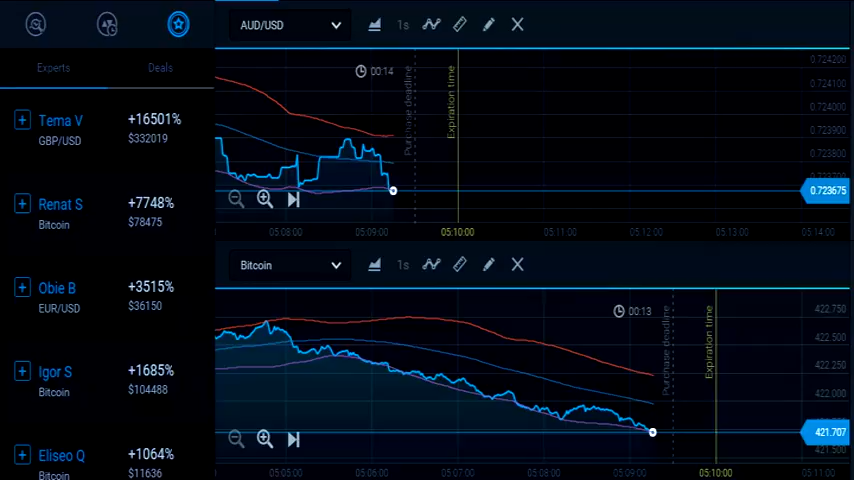 Experts
Deals
+ Tema V
+16501%
GBP/USD
$332019
+ Renat S
+7748%
Bitcoin
$78475
+ Obie B
+3515%
EUR/USD
$36150
+ Igor S
+1685%
Bitcoin
$104488
+ Eliseo Q
+1064%
Bitcoin
$11636
AUD/USD
1s
00:14
Purchase deadline
Expiration time
0.724200
0.724100
0.724000
0.723900
0.723800
0.723675
05:08:00
05:09:00
05:10:00
05:11:00
05:12:00
05:13:00
05:14:00
Bitcoin
1s
00:13
Purchase deadline
Expiration time
422.750
422.500
422.250
422.000
421.707
421.500
05:05:00
05:06:00
05:07:00
05:08:00
05:09:00
05:10:00
05:11:00